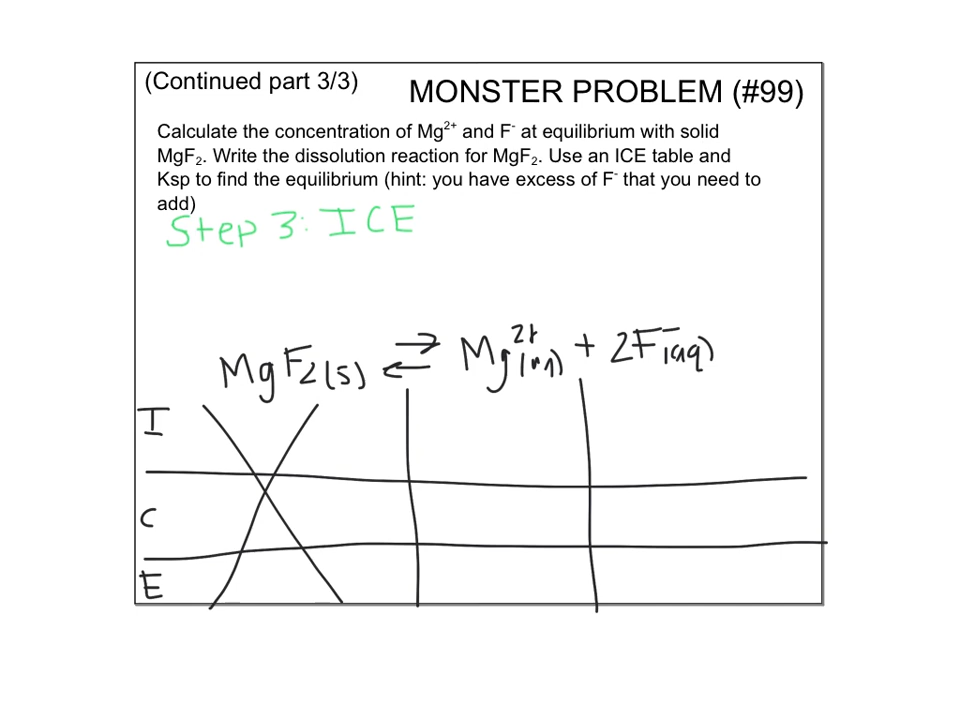 (Continued part 3/3) MONSTER PROBLEM (#99)
Calculate the concentration of Mg²⁺ and F⁻ at equilibrium with solid
MgF₂. Write the dissolution reaction for MgF₂. Use an ICE table and
Ksp to find the equilibrium (hint: you have excess of F⁻ that you need to
add)
Step 3: ICE
MgF₂(s) ⇌ Mg²⁺(aq) + 2F⁻(aq)
I
C
E